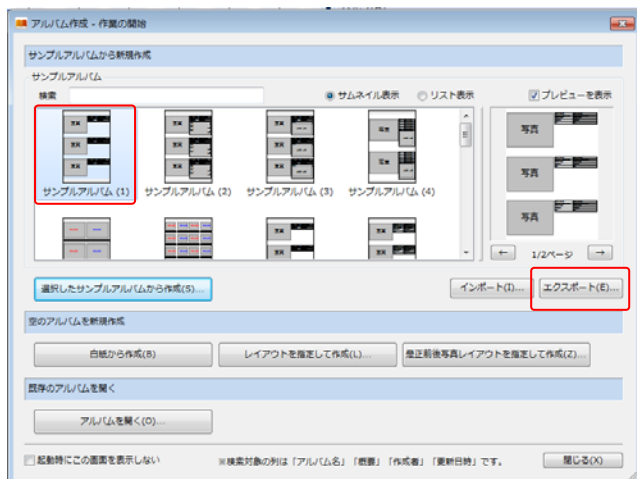 アルバム作成 - 作業の開始
サンプルアルバムから新規作成
サンプルアルバム
検索
サムネイル表示 リスト表示 プレビューを表示
写真
写真
写真
サンプルアルバム (1) サンプルアルバム (2) サンプルアルバム (3) サンプルアルバム (4)
1/2ページ
選択したサンプルアルバムから作成(S)... インポート(I)... エクスポート(E)...
空のアルバムを新規作成
白紙から作成(B) レイアウトを指定して作成(L)... 是正前後写真レイアウトを指定して作成(Z)...
既存のアルバムを開く
アルバムを開く(O)...
起動時にこの画面を表示しない ※検索対象の列は「アルバム名」「概要」「作成者」「更新日時」です。 閉じる(X)